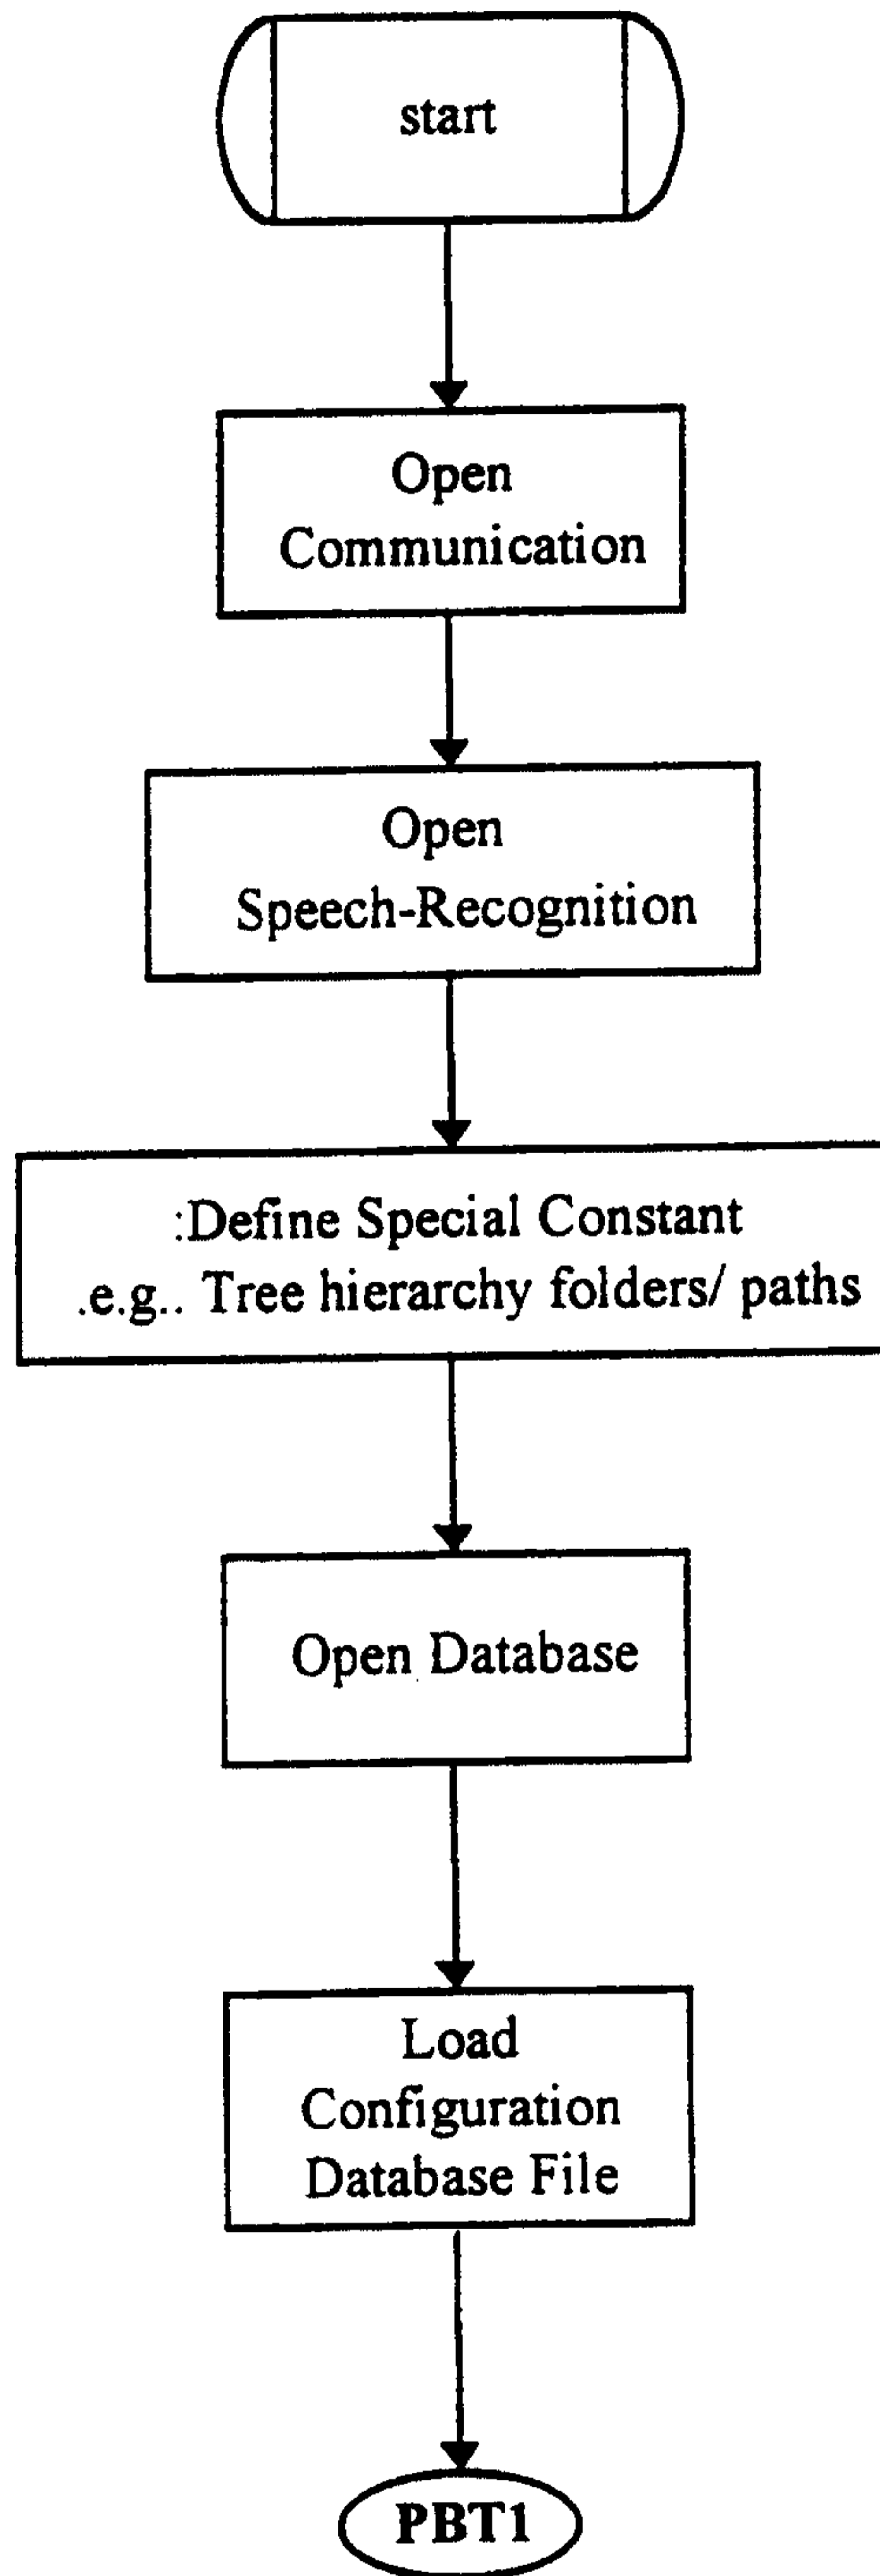 start
Open
Communication
Open
Speech-Recognition
:Define Special Constant
.e.g.. Tree hierarchy folders/ paths
Open Database
Load
Configuration
Database File
PBT1